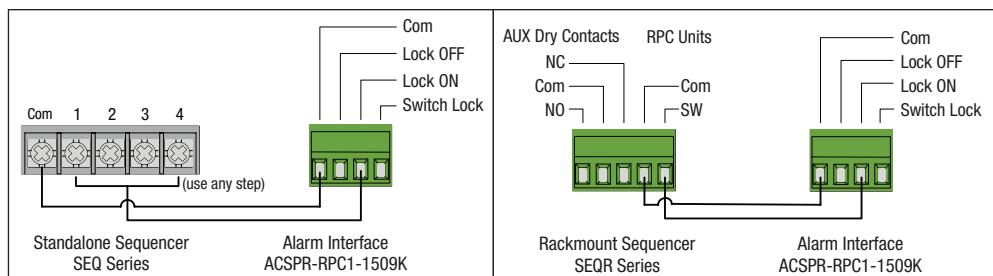 Com
Lock OFF
Lock ON
Switch Lock
Com 1 2 3 4
(use any step)
Standalone Sequencer
SEQ Series
Alarm Interface
ACSPR-RPC1-1509K
AUX Dry Contacts
RPC Units
NC
Com
NO
Com
SW
Com
Lock OFF
Lock ON
Switch Lock
Rackmount Sequencer
SEQR Series
Alarm Interface
ACSPR-RPC1-1509K